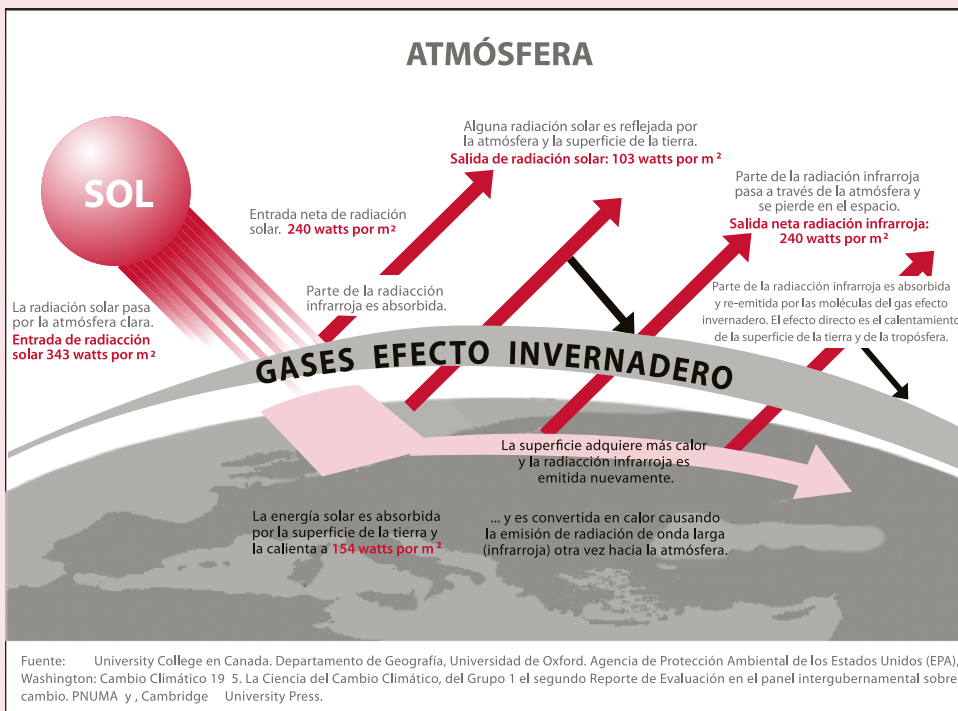 ATMÓSFERA
SOL
Alguna radiación solar es reflejada por
la atmósfera y la superficie de la tierra.
Salida de radiación solar: 103 watts por m²
Parte de la radiación infrarroja
pasa a través de la atmósfera y
se pierde en el espacio.
Salida neta radiación infrarroja:
240 watts por m²
Entrada neta de radiación
solar. 240 watts por m²
Parte de la radiacción
infrarroja es absorbida.
La radiación solar pasa
por la atmósfera clara.
Entrada de radiacción
solar 343 watts por m²
Parte de la radiación infrarroja es absorbida
y re-emitida por las moléculas del gas efecto
invernadero. El efecto directo es el calentamiento
de la superficie de la tierra y de la tropósfera.
GASES EFECTO INVERNADERO
La superficie adquiere más calor
y la radiacción infrarroja es
emitida nuevamente.
La energía solar es absorbida
por la superficie de la tierra y
la calienta a 154 watts por m²
... y es convertida en calor causando
la emisión de radiación de onda larga
(infrarroja) otra vez hacia la atmósfera.
Fuente: University College en Canada. Departamento de Geografía, Universidad de Oxford. Agencia de Protección Ambiental de los Estados Unidos (EPA),
Washington: Cambio Climático 19 5. La Ciencia del Cambio Climático, del Grupo 1 el segundo Reporte de Evaluación en el panel intergubernamental sobre
cambio. PNUMA y , Cambridge University Press.